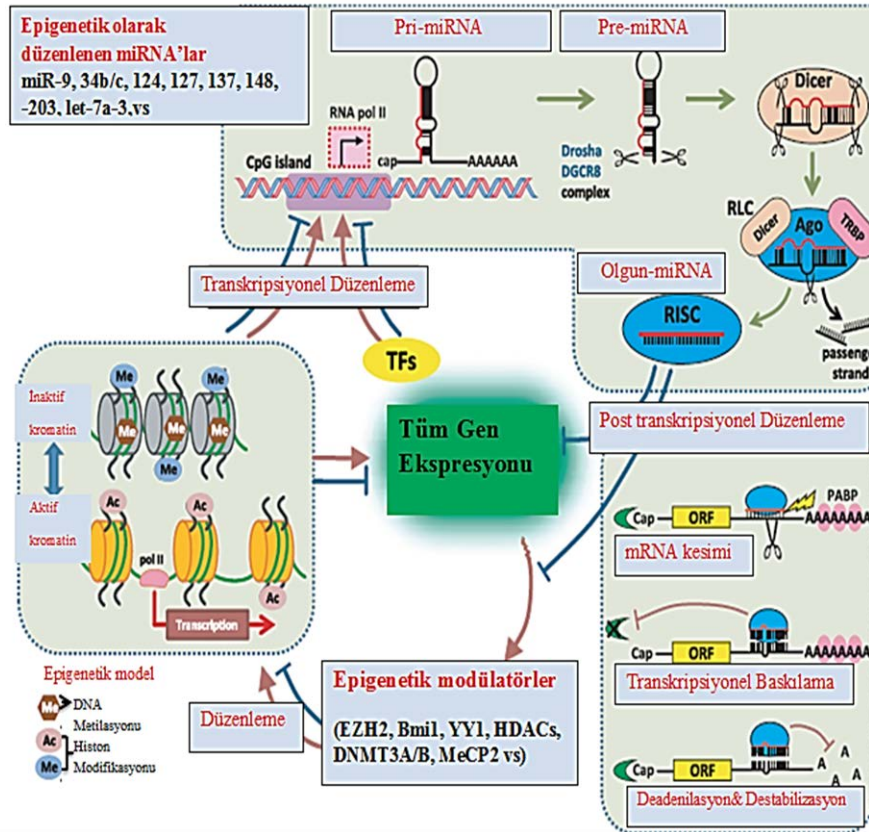 Epigenetik olarak
düzenlenen miRNA’lar
miR-9, 34b/c, 124, 127, 137, 148,
-203, let-7a-3,vs
Pri-miRNA
Pre-miRNA
RNA pol II
CpG island
cap
AAAAAA
Drosha
DGCR8
complex
Dicer
RLC
Dicer
Ago
TRBP
passenger
strand
Olgun-miRNA
RISC
Transkripsiyonel Düzenleme
TFs
Me
Me
Me
Me
Me
Me
Inaktif
kromatin
Aktif
kromatin
Ac
Ac
Ac
pol II
Transcription
Tüm Gen
Ekspresyonu
Post transkripsiyonel Düzenleme
Cap
ORF
PABP
AAAAAAA
mRNA kesimi
Cap
ORF
AAAAAAA
Transkripsiyonel Baskılama
Cap
ORF
A
A
A
A
A
Deadenilasyon& Destabilizasyon
Epigenetik model
Me
DNA
Metilasyonu
Ac
Histon
Me
Modifikasyonu
Düzenleme
Epigenetik modülatörler
(EZH2, Bmi1, YY1, HDACs,
DNMT3A/B, MeCP2 vs)